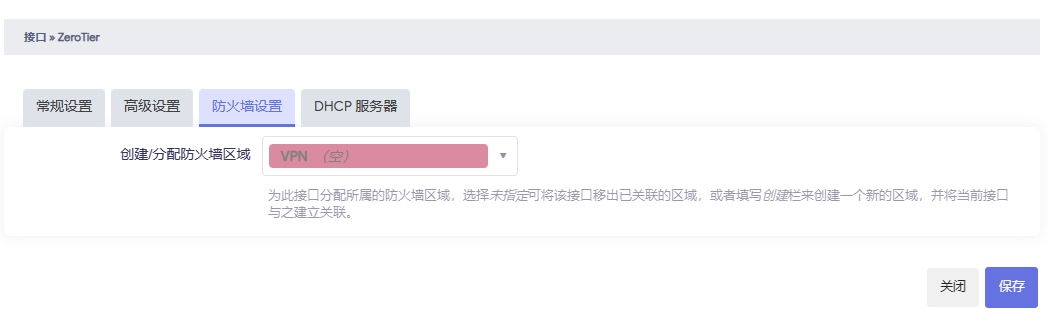 接口 » ZeroTier
常规设置 高级设置 防火墙设置 DHCP 服务器
创建/分配防火墙区域 VPN （空）
为此接口分配所属的防火墙区域，选择未指定可将该接口移出已关联的区域，或者填写创建栏来创建一个新的区域，并将当前接口
与之建立关联。
关闭 保存